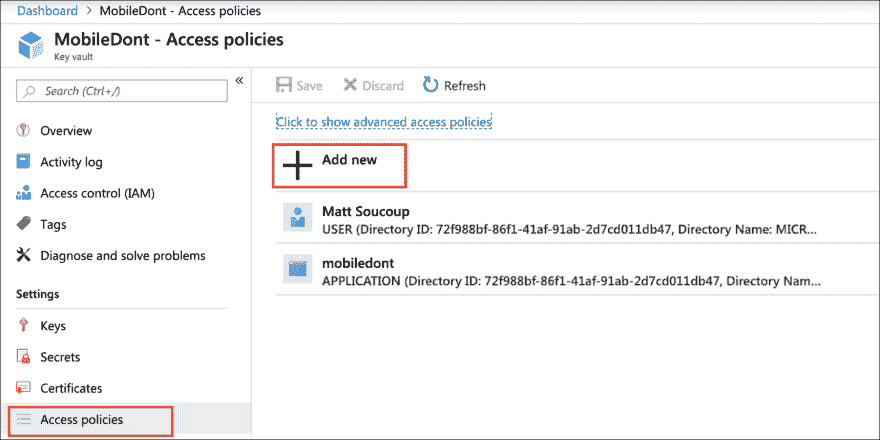 Dashboard > MobileDont - Access policies
MobileDont - Access policies
Key vault
Search (Ctrl+/)
«
Overview
Activity log
Access control (IAM)
Tags
Diagnose and solve problems
Settings
Keys
Secrets
Certificates
Access policies
Save Discard Refresh
Click to show advanced access policies
Add new
Matt Soucoup
USER (Directory ID: 72f988bf-86f1-41af-91ab-2d7cd011db47, Directory Name: MICR...
mobiledont
APPLICATION (Directory ID: 72f988bf-86f1-41af-91ab-2d7cd011db47, Directory Nam...